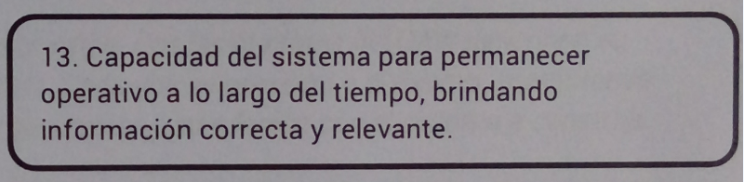 13. Capacidad del sistema para permanecer
operativo a lo largo del tiempo, brindando
información correcta y relevante.